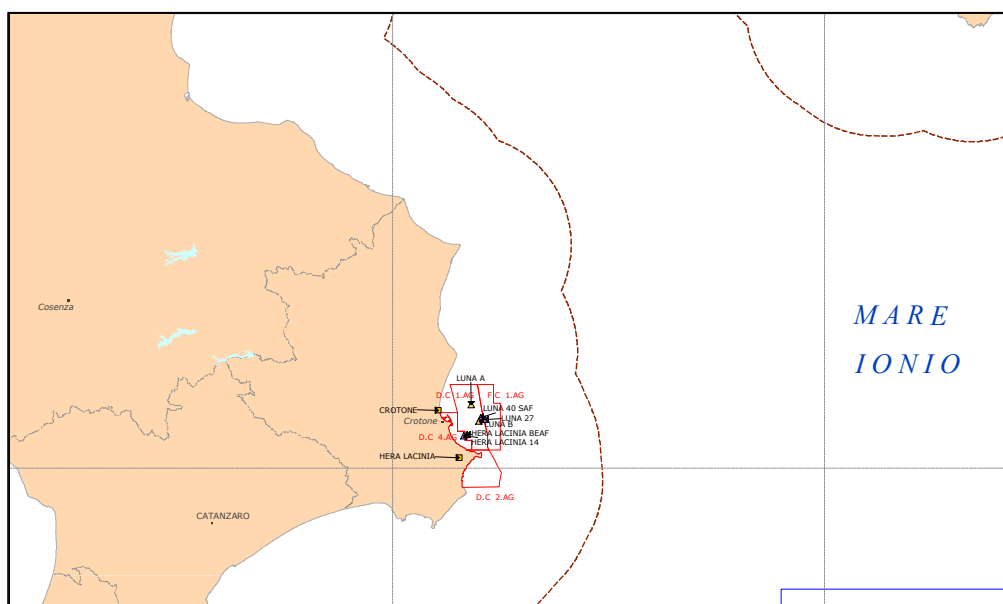 Cosenza
MARE
IONIO
LUNA A
D.C 1.AG
F.C 1.AG
CROTONE
LUNA 40 SAF
Crotone
LUNA 27
LUNA B
D.C 4.AG
HERA LACINIA BEAF
HERA LACINIA 14
HERA LACINIA
D.C 2.AG
CATANZARO